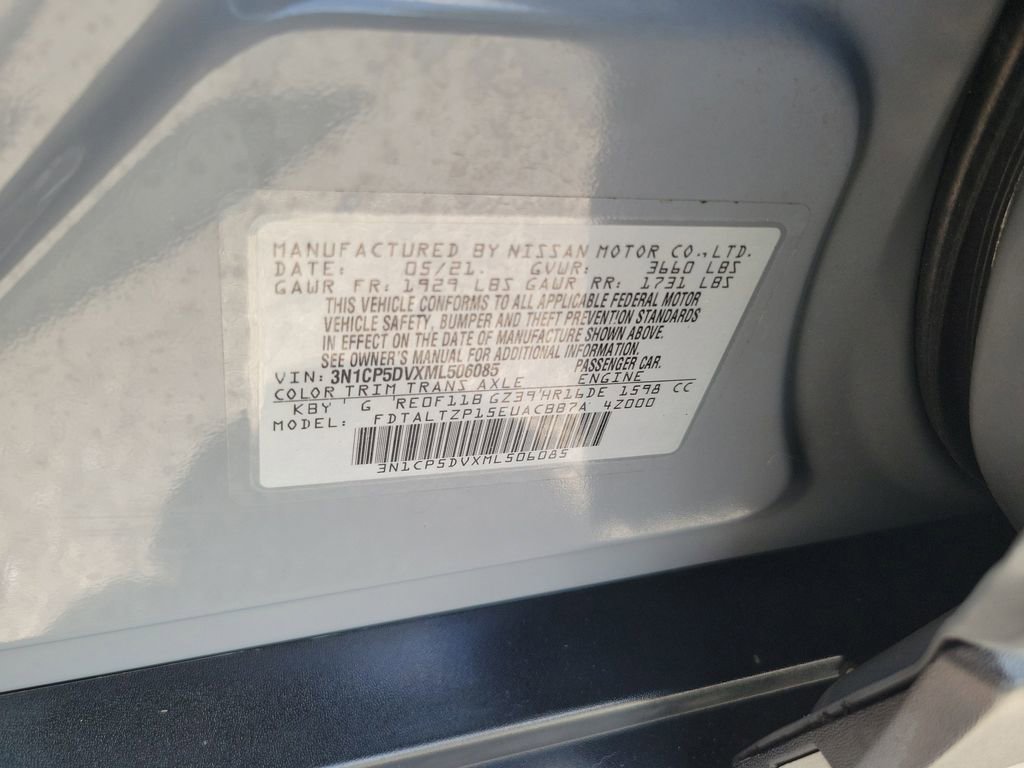 MANUFACTURED BY NISSAN MOTOR CO.,LTD.
DATE: 05/21. GVWR: 3660 LBS
GAWR FR: 1929 LBS GAWR RR: 1731 LBS
THIS VEHICLE CONFORMS TO ALL APPLICABLE FEDERAL MOTOR
VEHICLE SAFETY, BUMPER AND THEFT PREVENTION STANDARDS
IN EFFECT ON THE DATE OF MANUFACTURE SHOWN ABOVE.
SEE OWNER'S MANUAL FOR ADDITIONAL INFORMATION.
VIN: 3N1CP5DVXML506085 PASSENGER CAR.
COLOR TRIM TRANS AXLE ENGINE
KBY ' G ' RE0F11B GZ39'HR16DE 1598 CC
MODEL: FDTALTZP15EUACBB7A 4Z000
3N1CP5DVXML506085